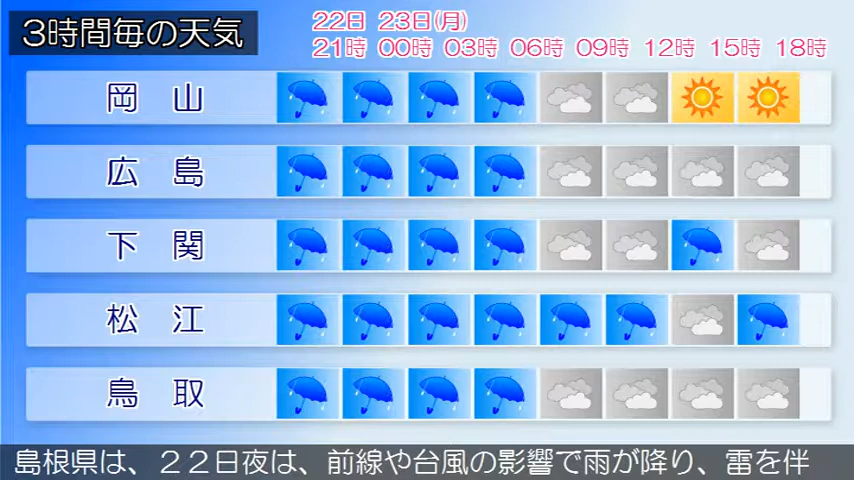 3時間毎の天気
22日 23日(月)
21時 00時 03時 06時 09時 12時 15時 18時
岡 山
広 島
下 関
松 江
鳥 取
島根県は、２２日夜は、前線や台風の影響で雨が降り、雷を伴